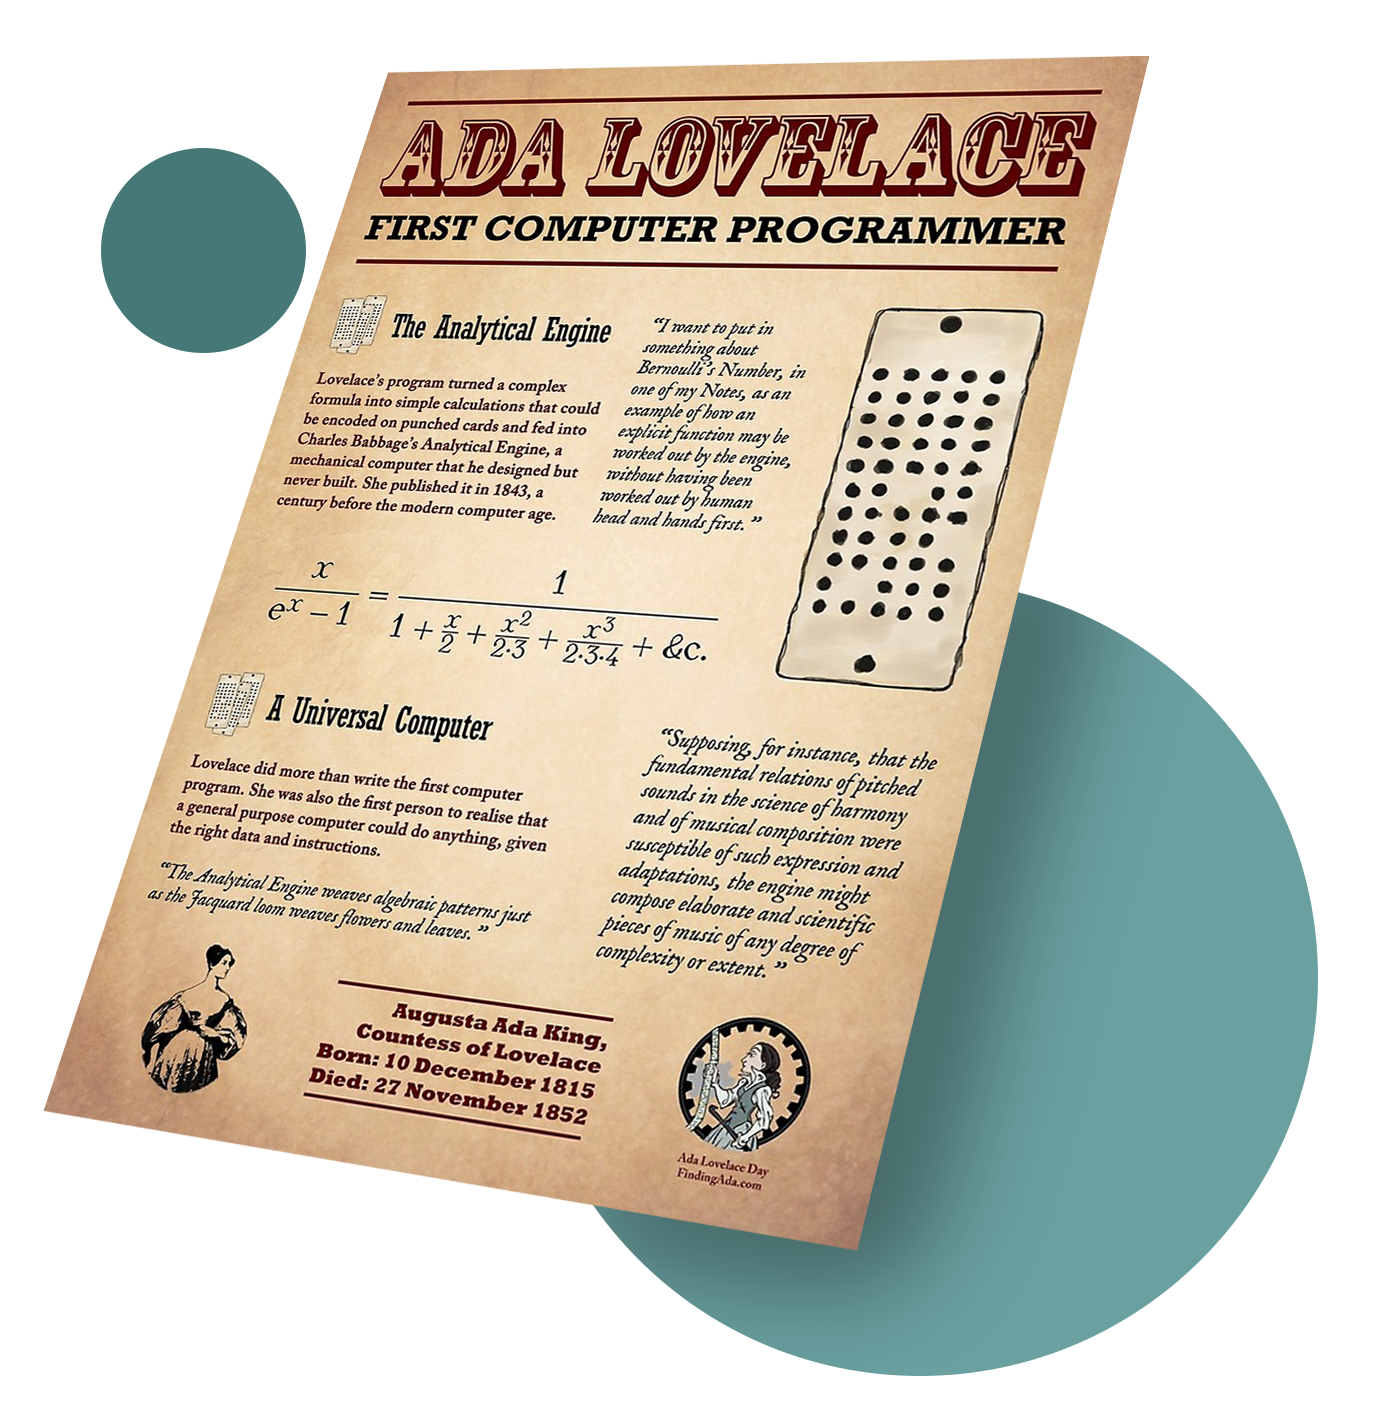 ADA LOVELACE
FIRST COMPUTER PROGRAMMER
The Analytical Engine
Lovelace's program turned a complex
formula into simple calculations that could
be encoded on punched cards and fed into
Charles Babbage's Analytical Engine, a
mechanical computer that he designed but
never built. She published it in 1843, a
century before the modern computer age.
“I want to put in
something about
Bernoulli's Number, in
one of my Notes, as an
example of how an
explicit function may be
worked out by the engine,
without having been
worked out by human
head and hands first.”
x
e^x − 1
=
1
1 + x/2 + x²/2·3 + x³/2·3·4 + &c.
A Universal Computer
Lovelace did more than write the first computer
program. She was also the first person to realise that
a general purpose computer could do anything, given
the right data and instructions.
“The Analytical Engine weaves algebraic patterns just
as the Jacquard loom weaves flowers and leaves.”
“Supposing, for instance, that the
fundamental relations of pitched
sounds in the science of harmony
and of musical composition were
susceptible of such expression and
adaptations, the engine might
compose elaborate and scientific
pieces of music of any degree of
complexity or extent.”
Augusta Ada King,
Countess of Lovelace
Born: 10 December 1815
Died: 27 November 1852
Ada Lovelace Day
FindingAda.com